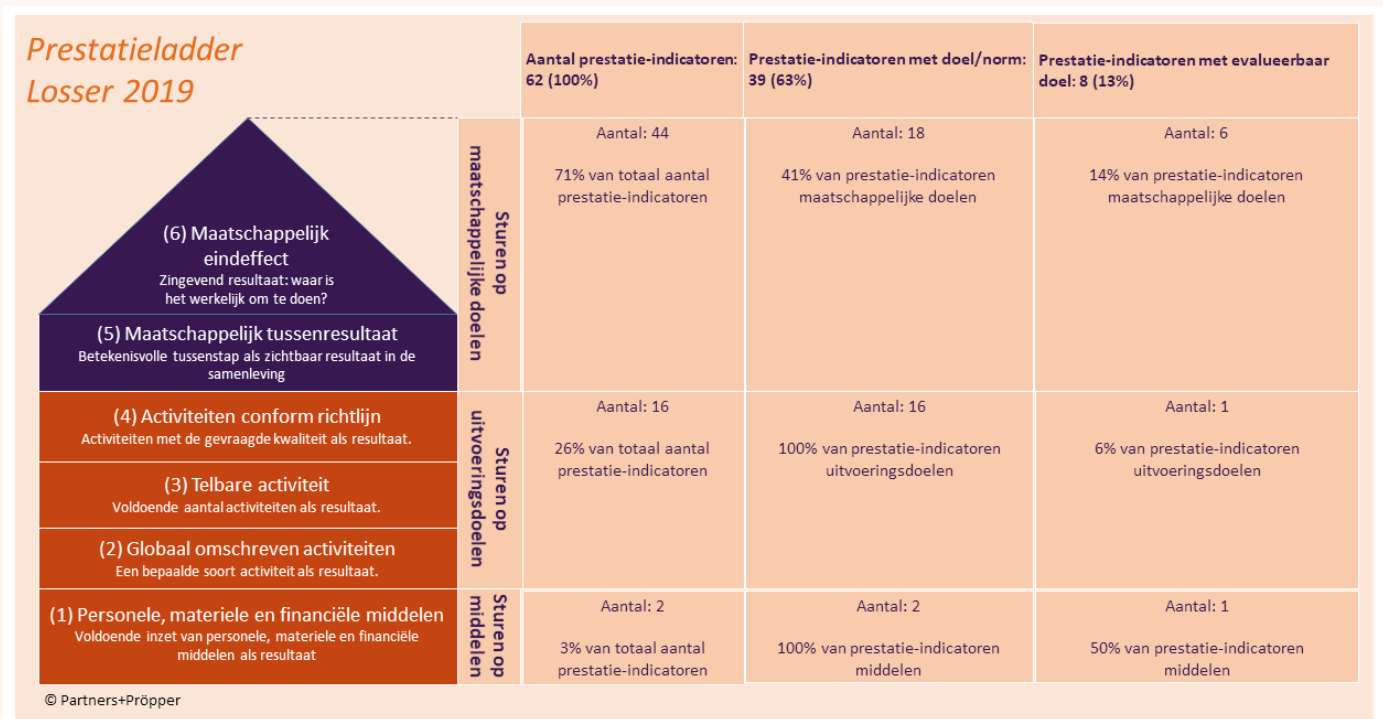 Prestatieladder
Losser 2019
Aantal prestatie-indicatoren:
62 (100%)
Prestatie-indicatoren met doel/norm:
39 (63%)
Prestatie-indicatoren met evalueerbaar
doel: 8 (13%)
(6) Maatschappelijk
eindeffect
Zingevend resultaat: waar is
het werkelijk om te doen?
(5) Maatschappelijk tussenresultaat
Betekenisvolle tussenstap als zichtbaar resultaat in de
samenleving
Sturen op
maatschappelijke doelen
Aantal: 44
71% van totaal aantal
prestatie-indicatoren
Aantal: 18
41% van prestatie-indicatoren
maatschappelijke doelen
Aantal: 6
14% van prestatie-indicatoren
maatschappelijke doelen
(4) Activiteiten conform richtlijn
Activiteiten met de gevraagde kwaliteit als resultaat.
(3) Telbare activiteit
Voldoende aantal activiteiten als resultaat.
(2) Globaal omschreven activiteiten
Een bepaalde soort activiteit als resultaat.
Sturen op
uitvoeringsdoelen
Aantal: 16
26% van totaal aantal
prestatie-indicatoren
Aantal: 16
100% van prestatie-indicatoren
uitvoeringsdoelen
Aantal: 1
6% van prestatie-indicatoren
uitvoeringsdoelen
(1) Personele, materiele en financiële middelen
Voldoende inzet van personele, materiele en financiële
middelen als resultaat
Sturen op
middelen
Aantal: 2
3% van totaal aantal
prestatie-indicatoren
Aantal: 2
100% van prestatie-indicatoren
middelen
Aantal: 1
50% van prestatie-indicatoren
middelen
© Partners+Pröpper